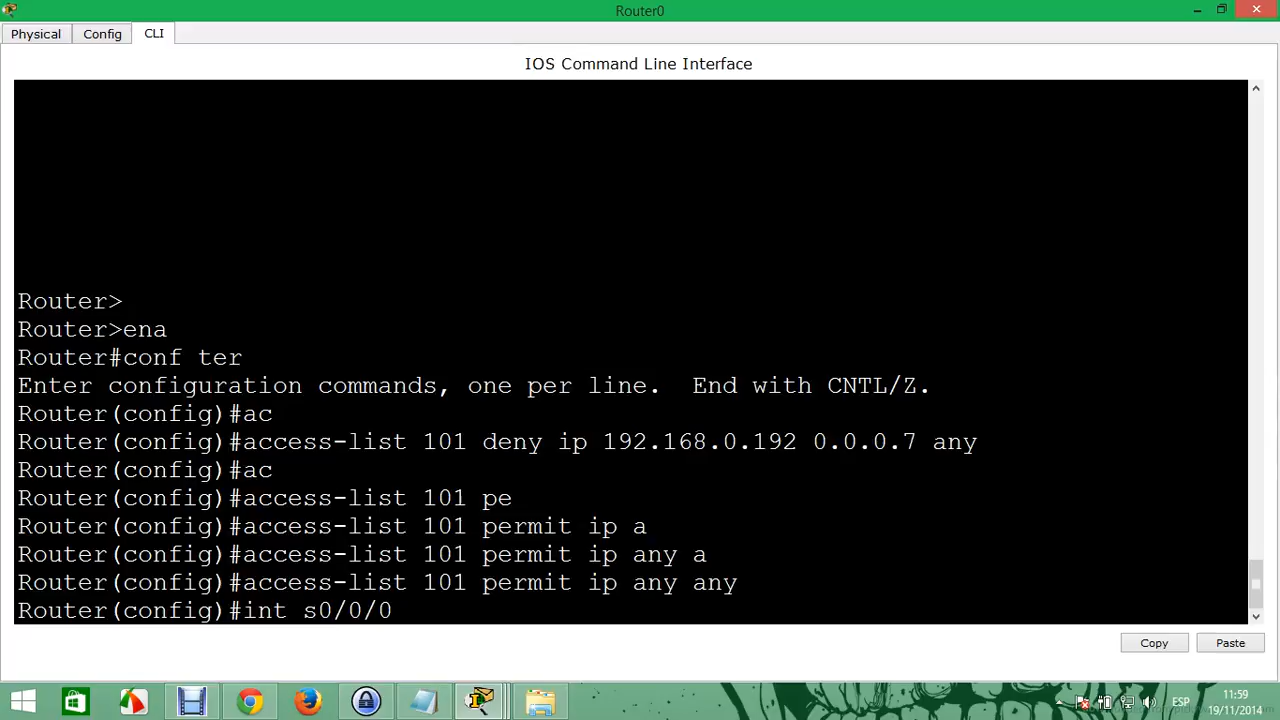 Router0
Physical Config CLI
IOS Command Line Interface
Router>
Router>ena
Router#conf ter
Enter configuration commands, one per line.  End with CNTL/Z.
Router(config)#ac
Router(config)#access-list 101 deny ip 192.168.0.192 0.0.0.7 any
Router(config)#ac
Router(config)#access-list 101 pe
Router(config)#access-list 101 permit ip a
Router(config)#access-list 101 permit ip any a
Router(config)#access-list 101 permit ip any any
Router(config)#int s0/0/0
Copy Paste
ESP
11:59
19/11/2014